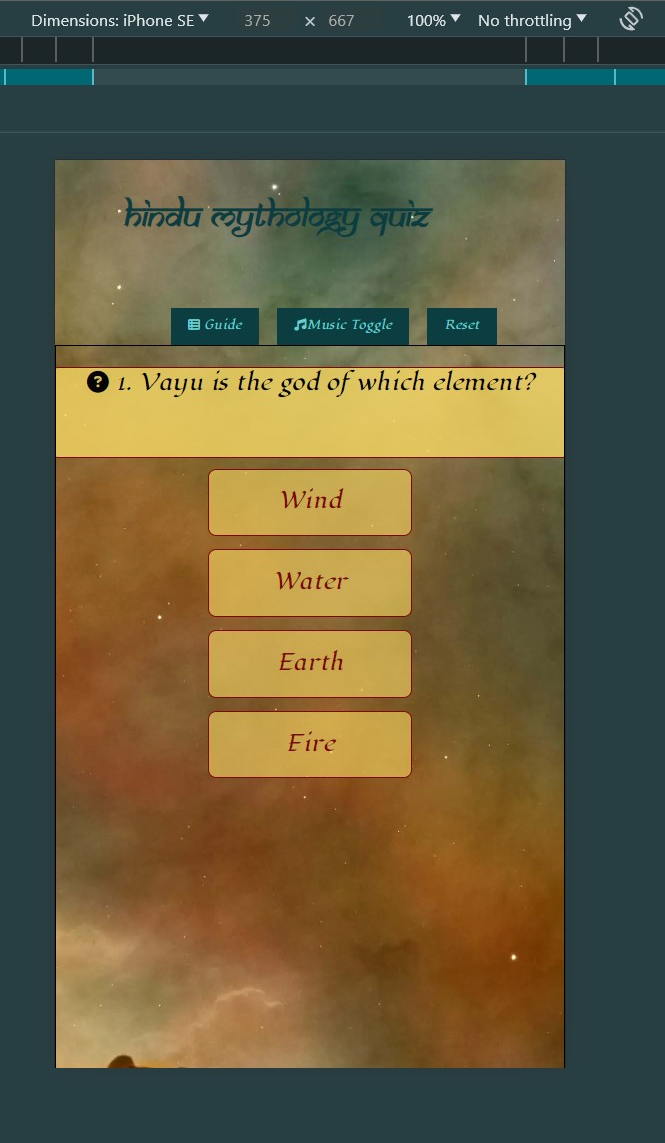 Dimensions: iPhone SE 375 × 667 100% No throttling
hindu mythology quiz
Guide Music Toggle Reset
? 1. Vayu is the god of which element?
Wind
Water
Earth
Fire